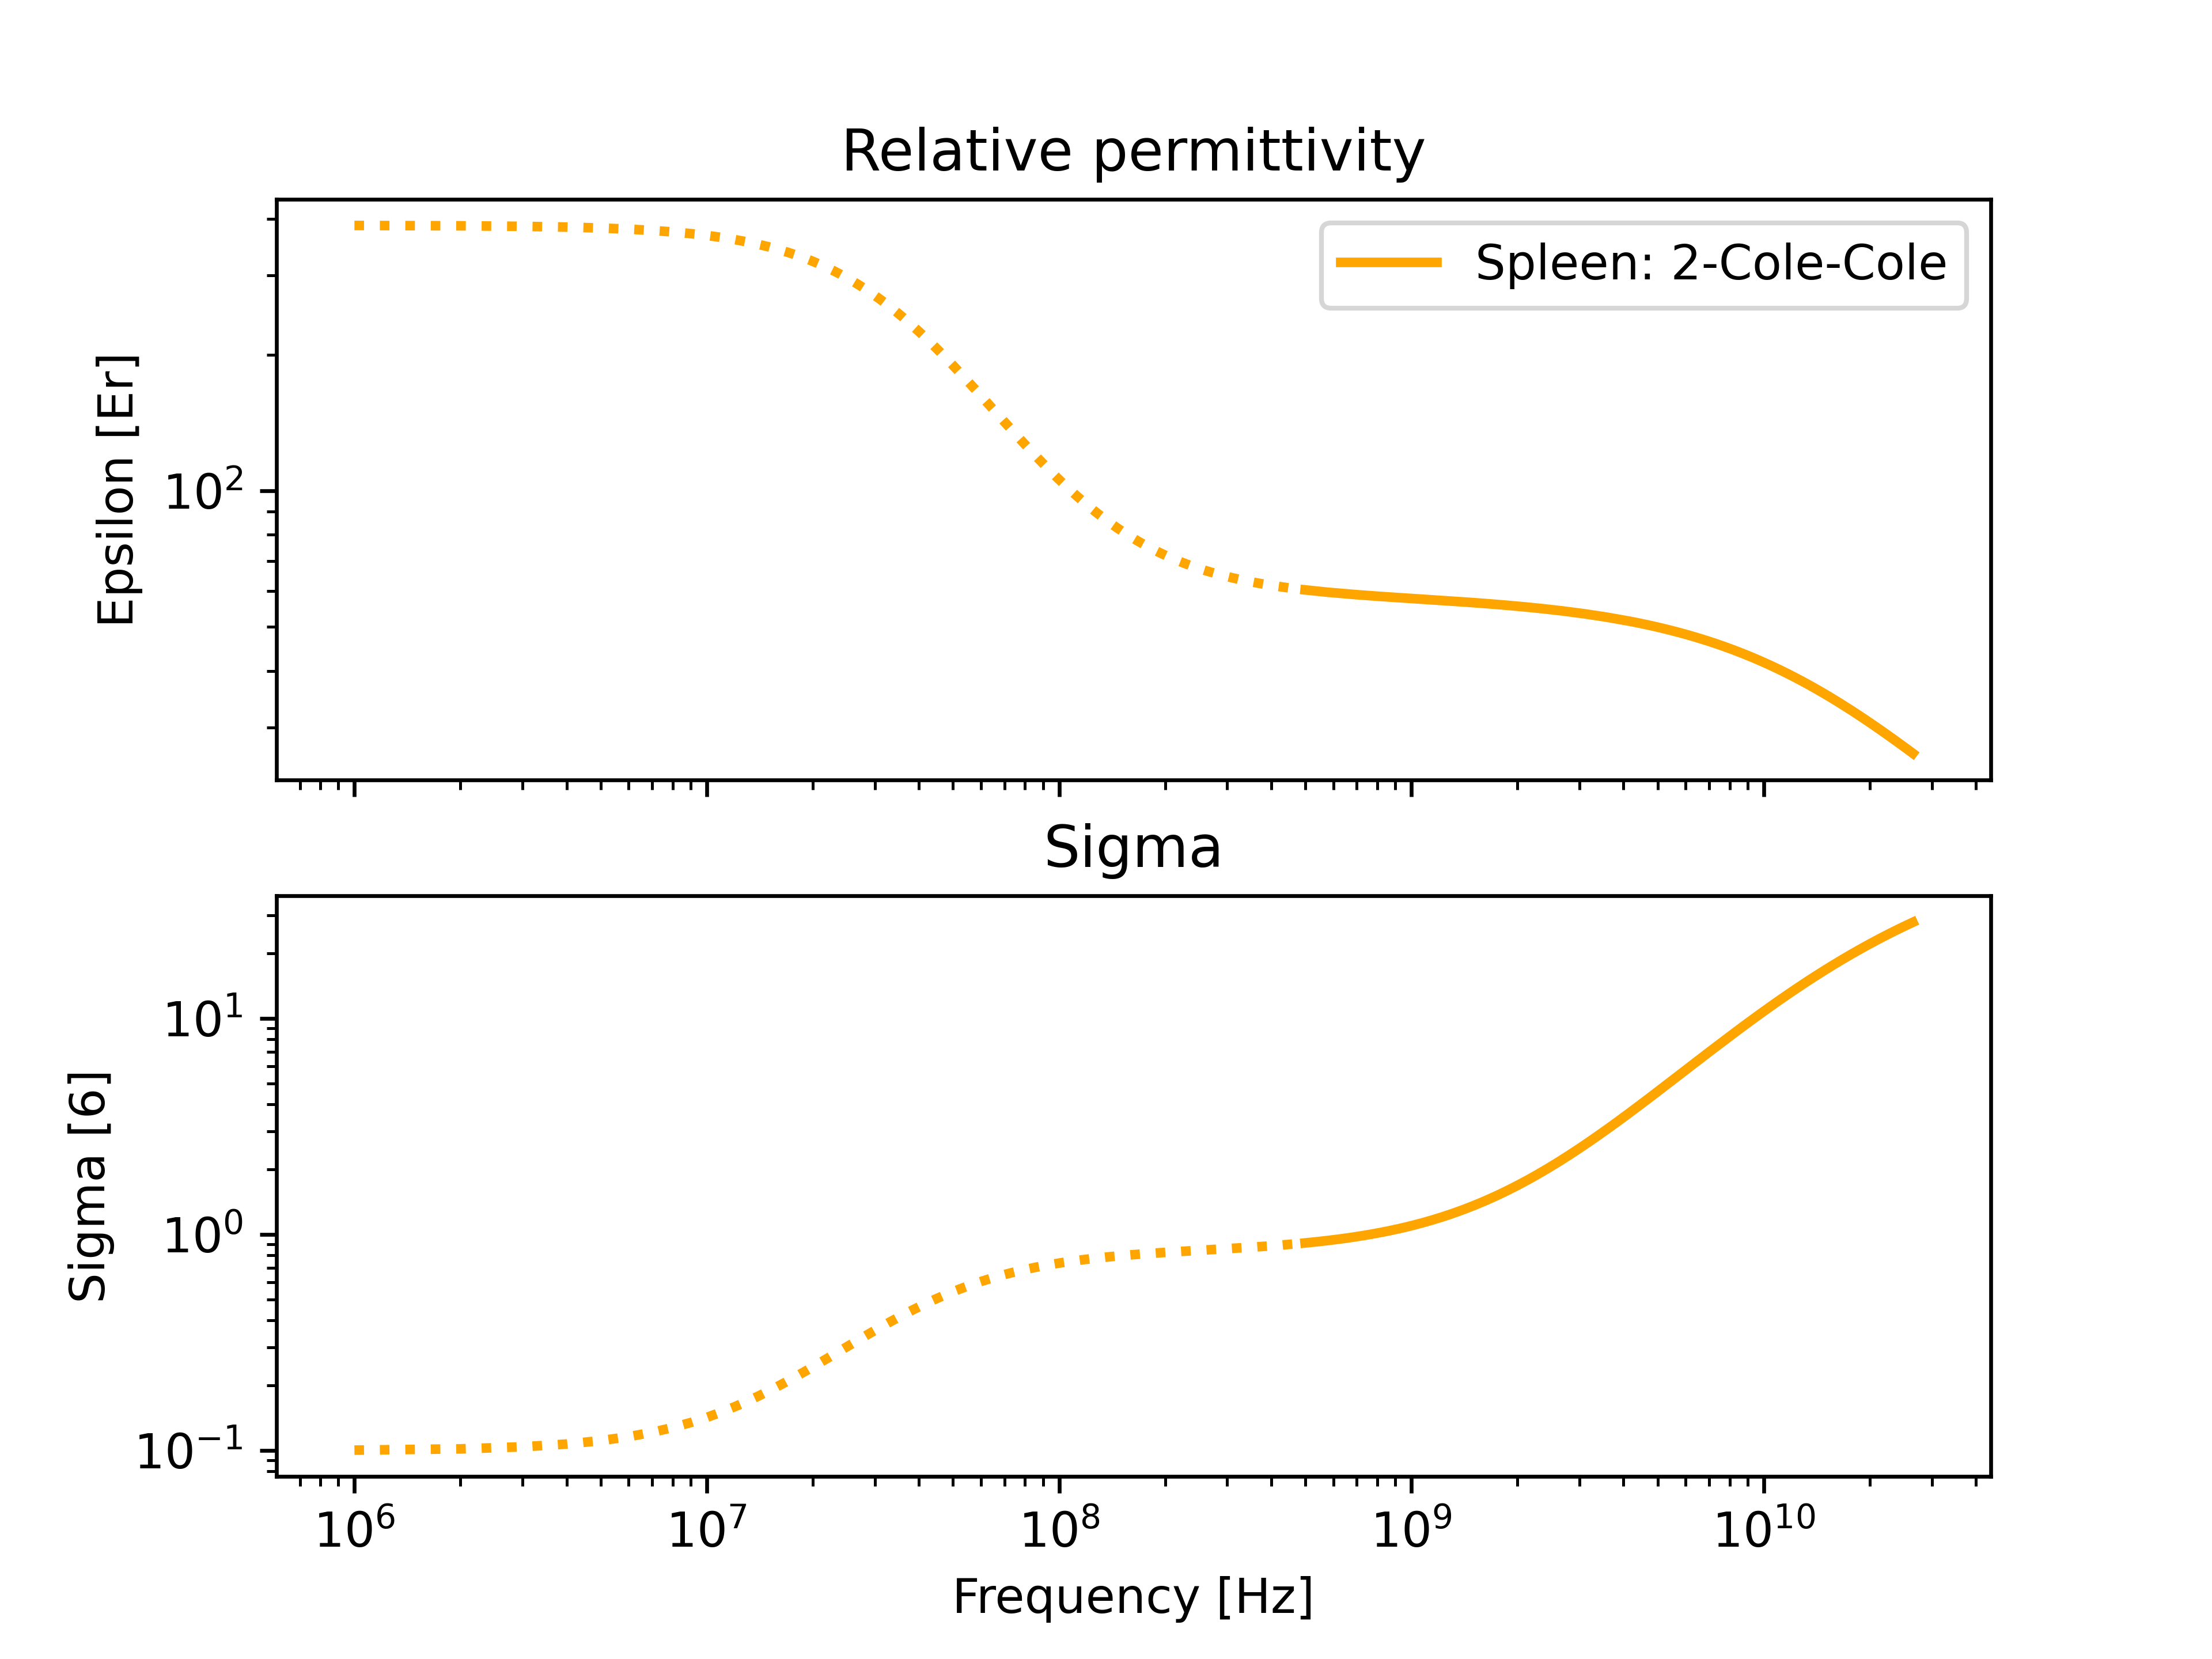 Relative permittivity
Spleen: 2-Cole-Cole
Epsilon [Er]
10²
Sigma
Sigma [6]
10¹
10⁰
10⁻¹
10⁶ 10⁷ 10⁸ 10⁹ 10¹⁰
Frequency [Hz]